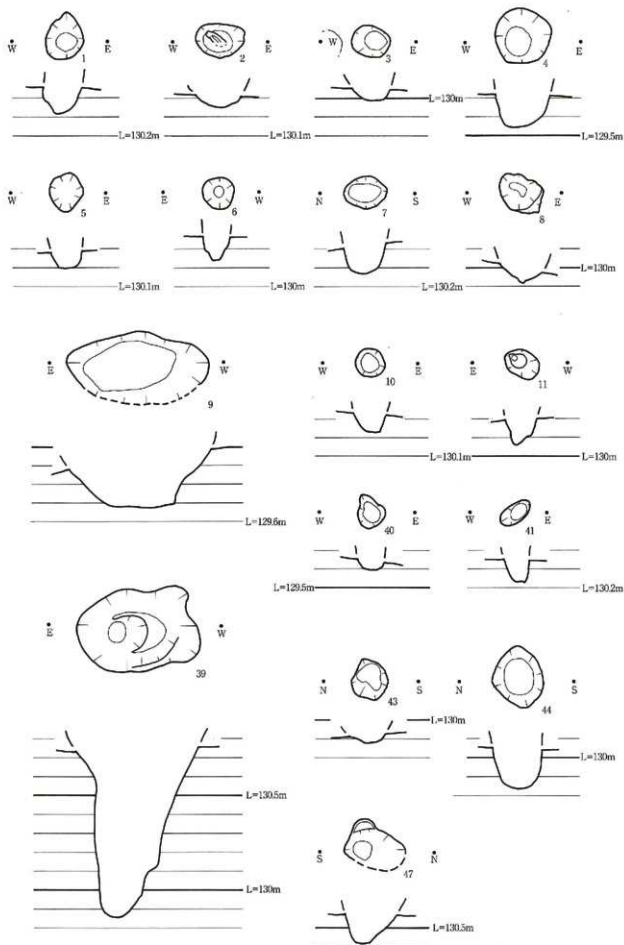 W E 1
W E 2
W E 3
W E 4
L=130.2m
L=130.1m
L=130m
L=129.5m
W E 5
E W 6
N S 7
W E 8
L=130.1m
L=130m
L=130.2m
L=130m
E W 9
L=129.6m
W E 10
E W 11
L=130.1m
L=130m
W E 40
W E 41
L=129.5m
L=130.2m
E W 39
L=130.5m
L=130m
N S 43
N S 44
L=130m
L=130m
S N 47
L=130.5m